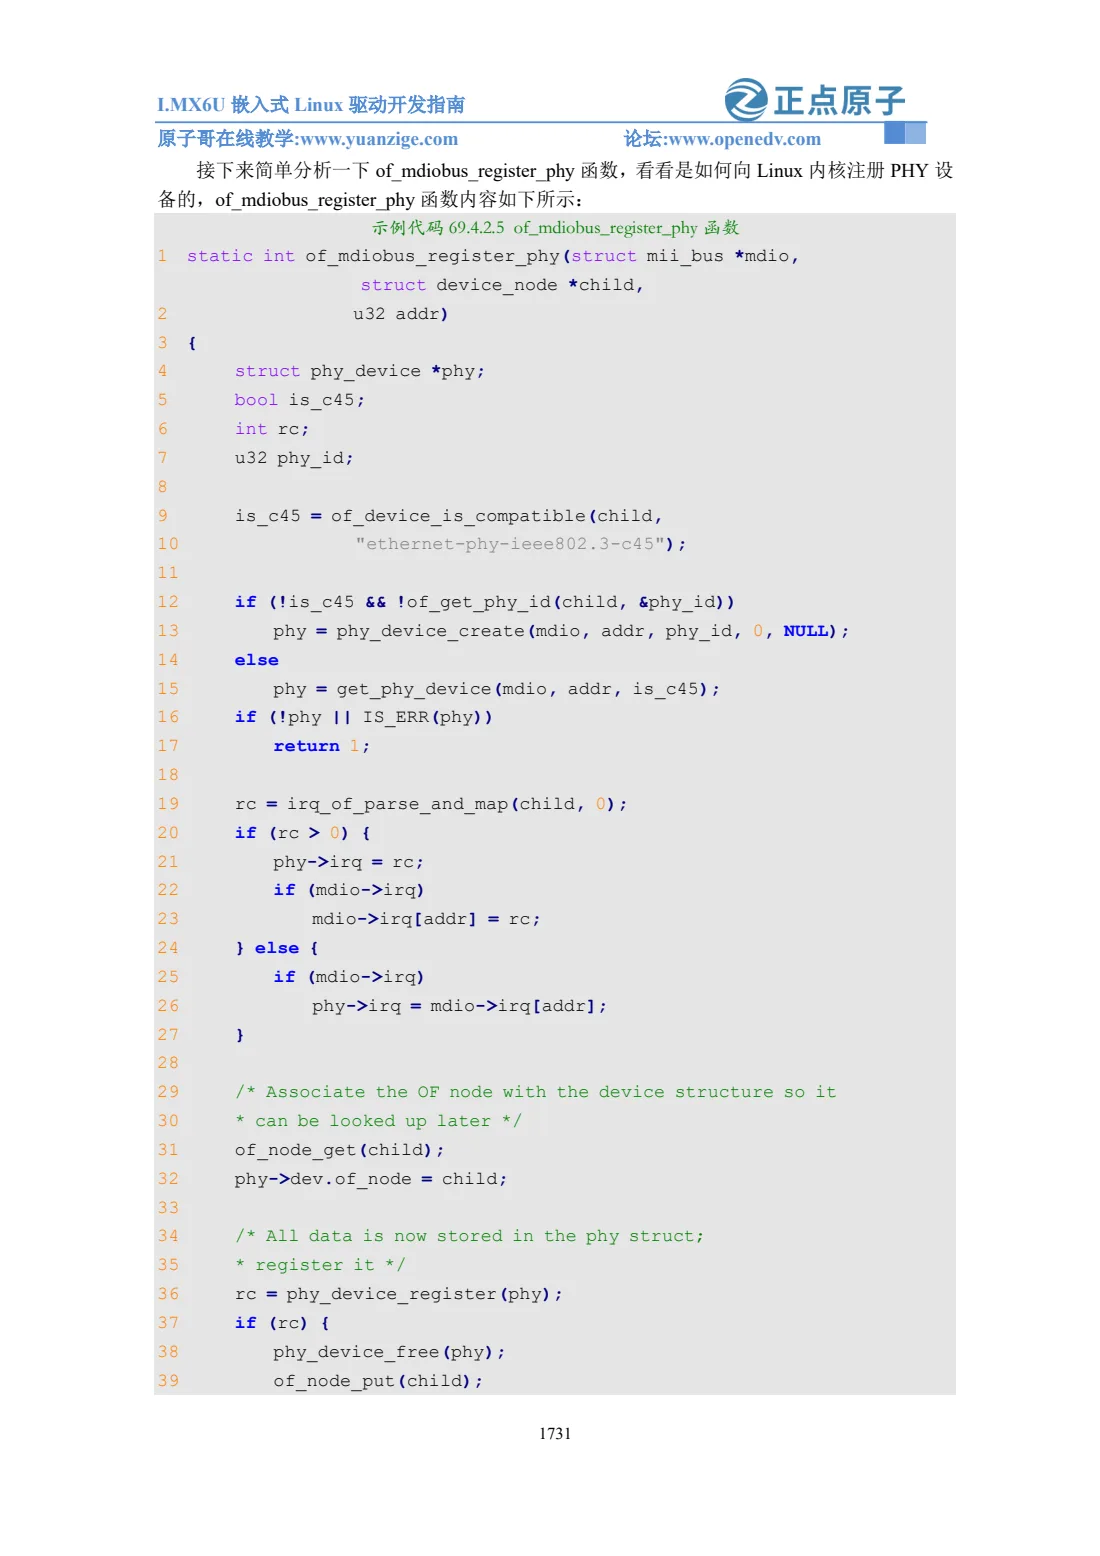 I.MX6U 嵌入式 Linux 驱动开发指南
正点原子
原子哥在线教学:www.yuanzige.com 论坛:www.openedv.com
接下来简单分析一下 of_mdiobus_register_phy 函数，看看是如何向 Linux 内核注册 PHY 设
备的，of_mdiobus_register_phy 函数内容如下所示：
示例代码 69.4.2.5 of_mdiobus_register_phy 函数
1 static int of_mdiobus_register_phy(struct mii_bus *mdio,
struct device_node *child,
2 u32 addr)
3 {
4 struct phy_device *phy;
5 bool is_c45;
6 int rc;
7 u32 phy_id;
8
9 is_c45 = of_device_is_compatible(child,
10 "ethernet-phy-ieee802.3-c45");
11
12 if (!is_c45 && !of_get_phy_id(child, &phy_id))
13 phy = phy_device_create(mdio, addr, phy_id, 0, NULL);
14 else
15 phy = get_phy_device(mdio, addr, is_c45);
16 if (!phy || IS_ERR(phy))
17 return 1;
18
19 rc = irq_of_parse_and_map(child, 0);
20 if (rc > 0) {
21 phy->irq = rc;
22 if (mdio->irq)
23 mdio->irq[addr] = rc;
24 } else {
25 if (mdio->irq)
26 phy->irq = mdio->irq[addr];
27 }
28
29 /* Associate the OF node with the device structure so it
30 * can be looked up later */
31 of_node_get(child);
32 phy->dev.of_node = child;
33
34 /* All data is now stored in the phy struct;
35 * register it */
36 rc = phy_device_register(phy);
37 if (rc) {
38 phy_device_free(phy);
39 of_node_put(child);
1731